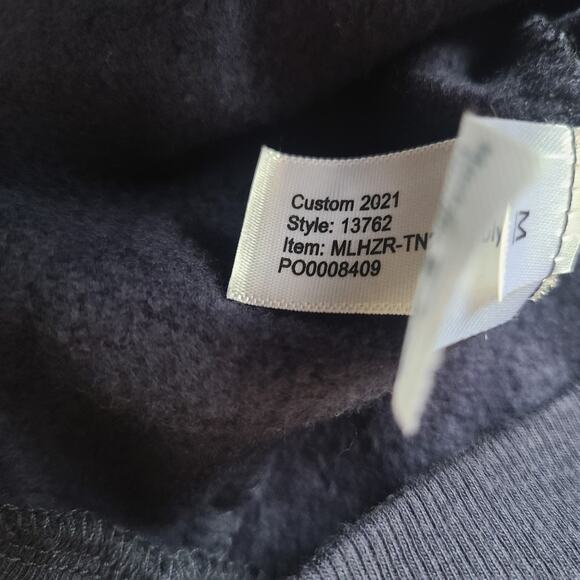 Custom 2021
Style: 13762
Item: MLHZR-TN
PO0008409
M